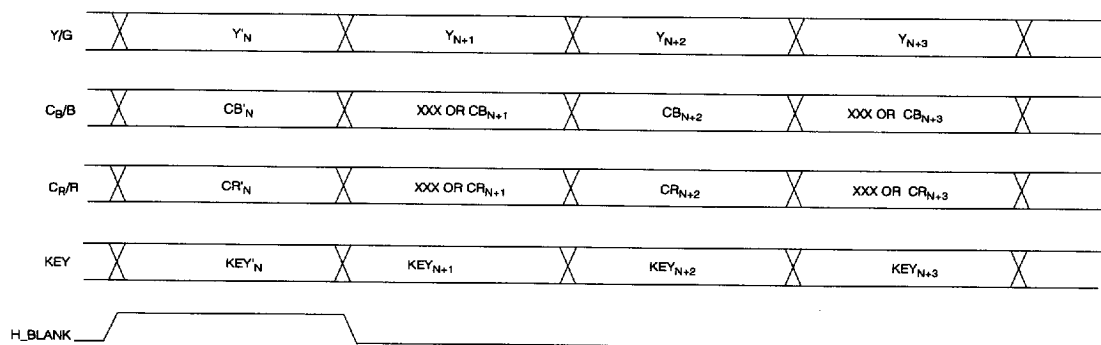 Y/G Y'N YN+1 YN+2 YN+3
CB/B CB'N XXX OR CBN+1 CBN+2 XXX OR CBN+3
CR/R CR'N XXX OR CRN+1 CRN+2 XXX OR CRN+3
KEY KEY'N KEYN+1 KEYN+2 KEYN+3
H_BLANK